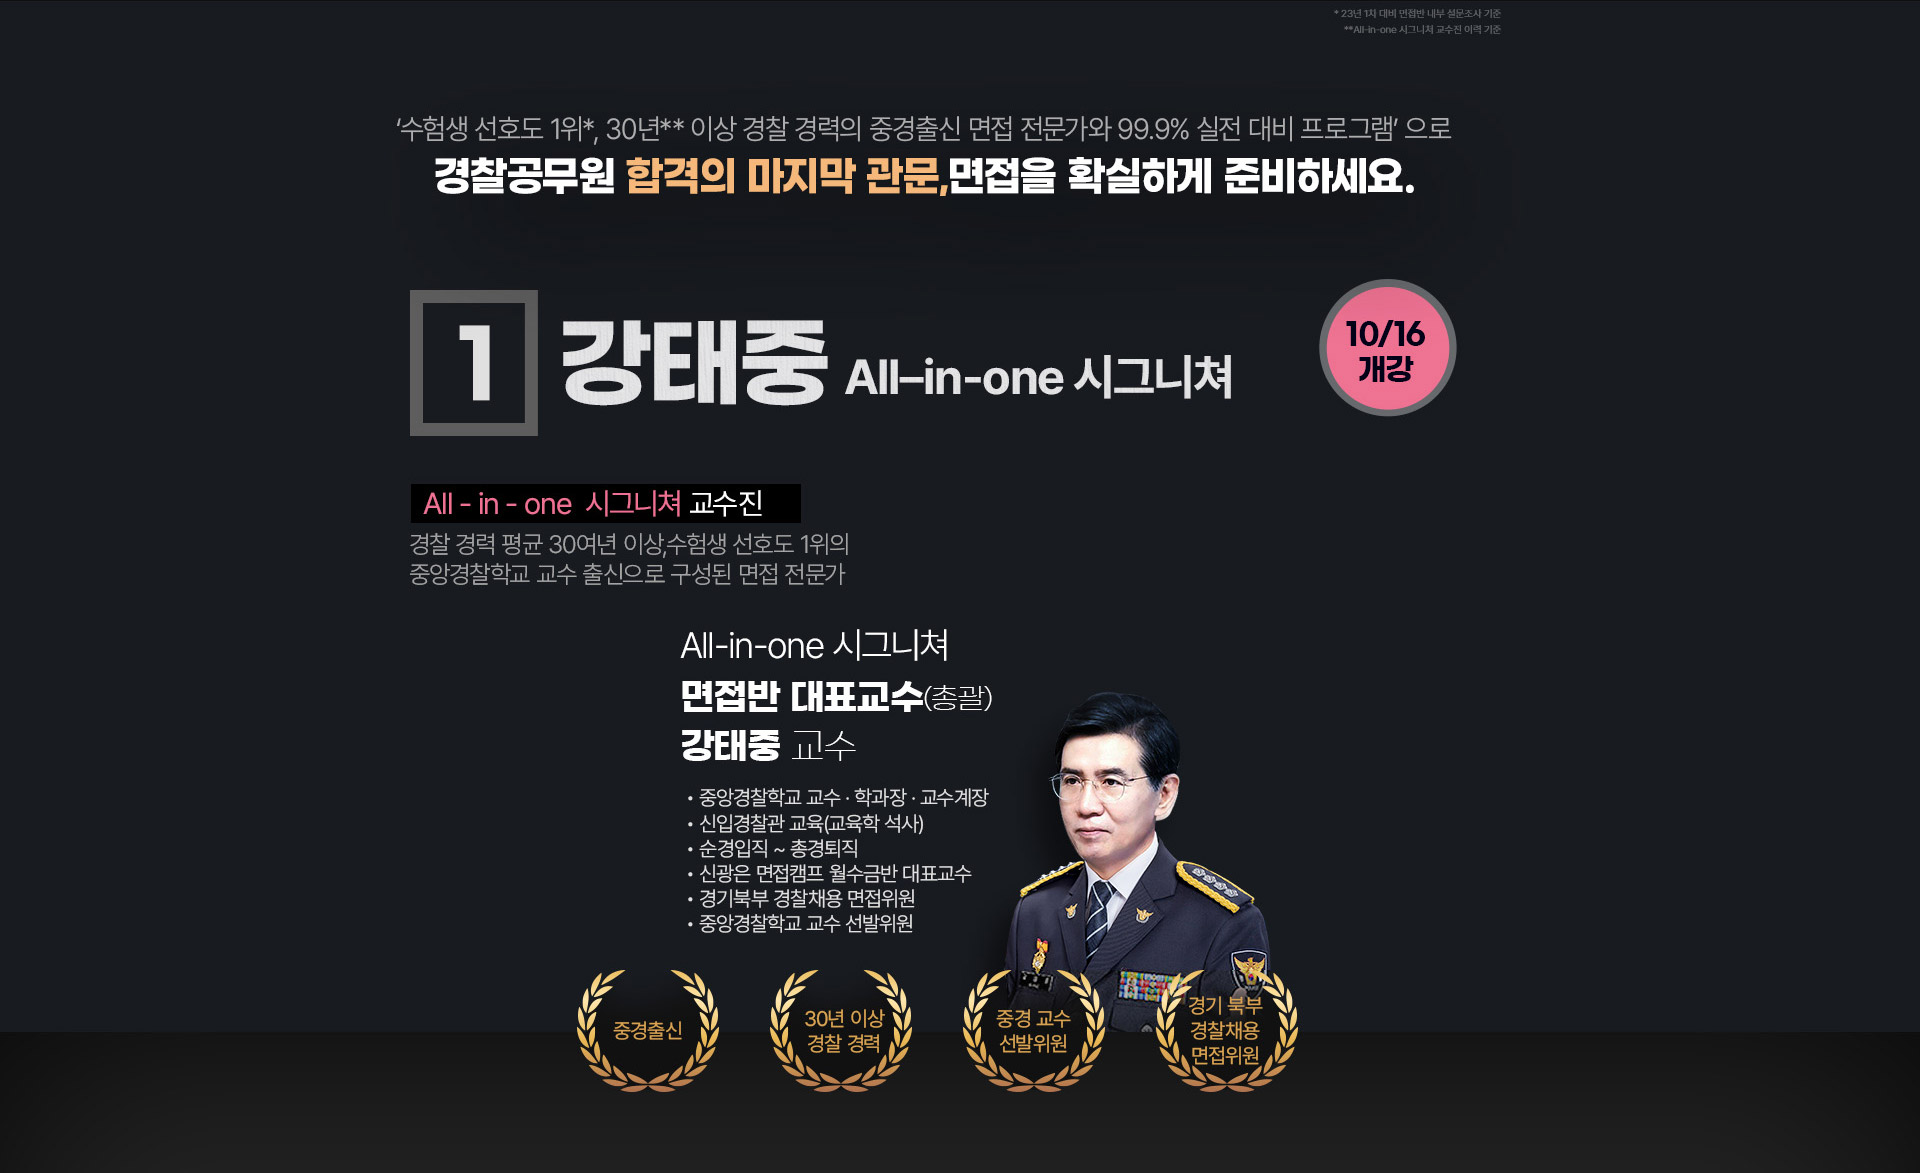 * 23년 1차 대비 면접반 내부 설문조사 기준
**All-in-one 시그니처 교수진 이력 기준
‘수험생 선호도 1위*, 30년** 이상 경찰 경력의 중경출신 면접 전문가와 99.9% 실전 대비 프로그램’ 으로
경찰공무원 합격의 마지막 관문,면접을 확실하게 준비하세요.
1 강태중 All–in-one 시그니쳐
10/16
개강
All - in - one 시그니쳐 교수진
경찰 경력 평균 30여년 이상,수험생 선호도 1위의
중앙경찰학교 교수 출신으로 구성된 면접 전문가
All-in-one 시그니쳐
면접반 대표교수(총괄)
강태중 교수
• 중앙경찰학교 교수 · 학과장 · 교수계장
• 신입경찰관 교육(교육학 석사)
• 순경입직 ~ 총경퇴직
• 신광은 면접캠프 월수금반 대표교수
• 경기북부 경찰채용 면접위원
• 중앙경찰학교 교수 선발위원
중경출신
30년 이상
경찰 경력
중경 교수
선발위원
경기 북부
경찰채용
면접위원